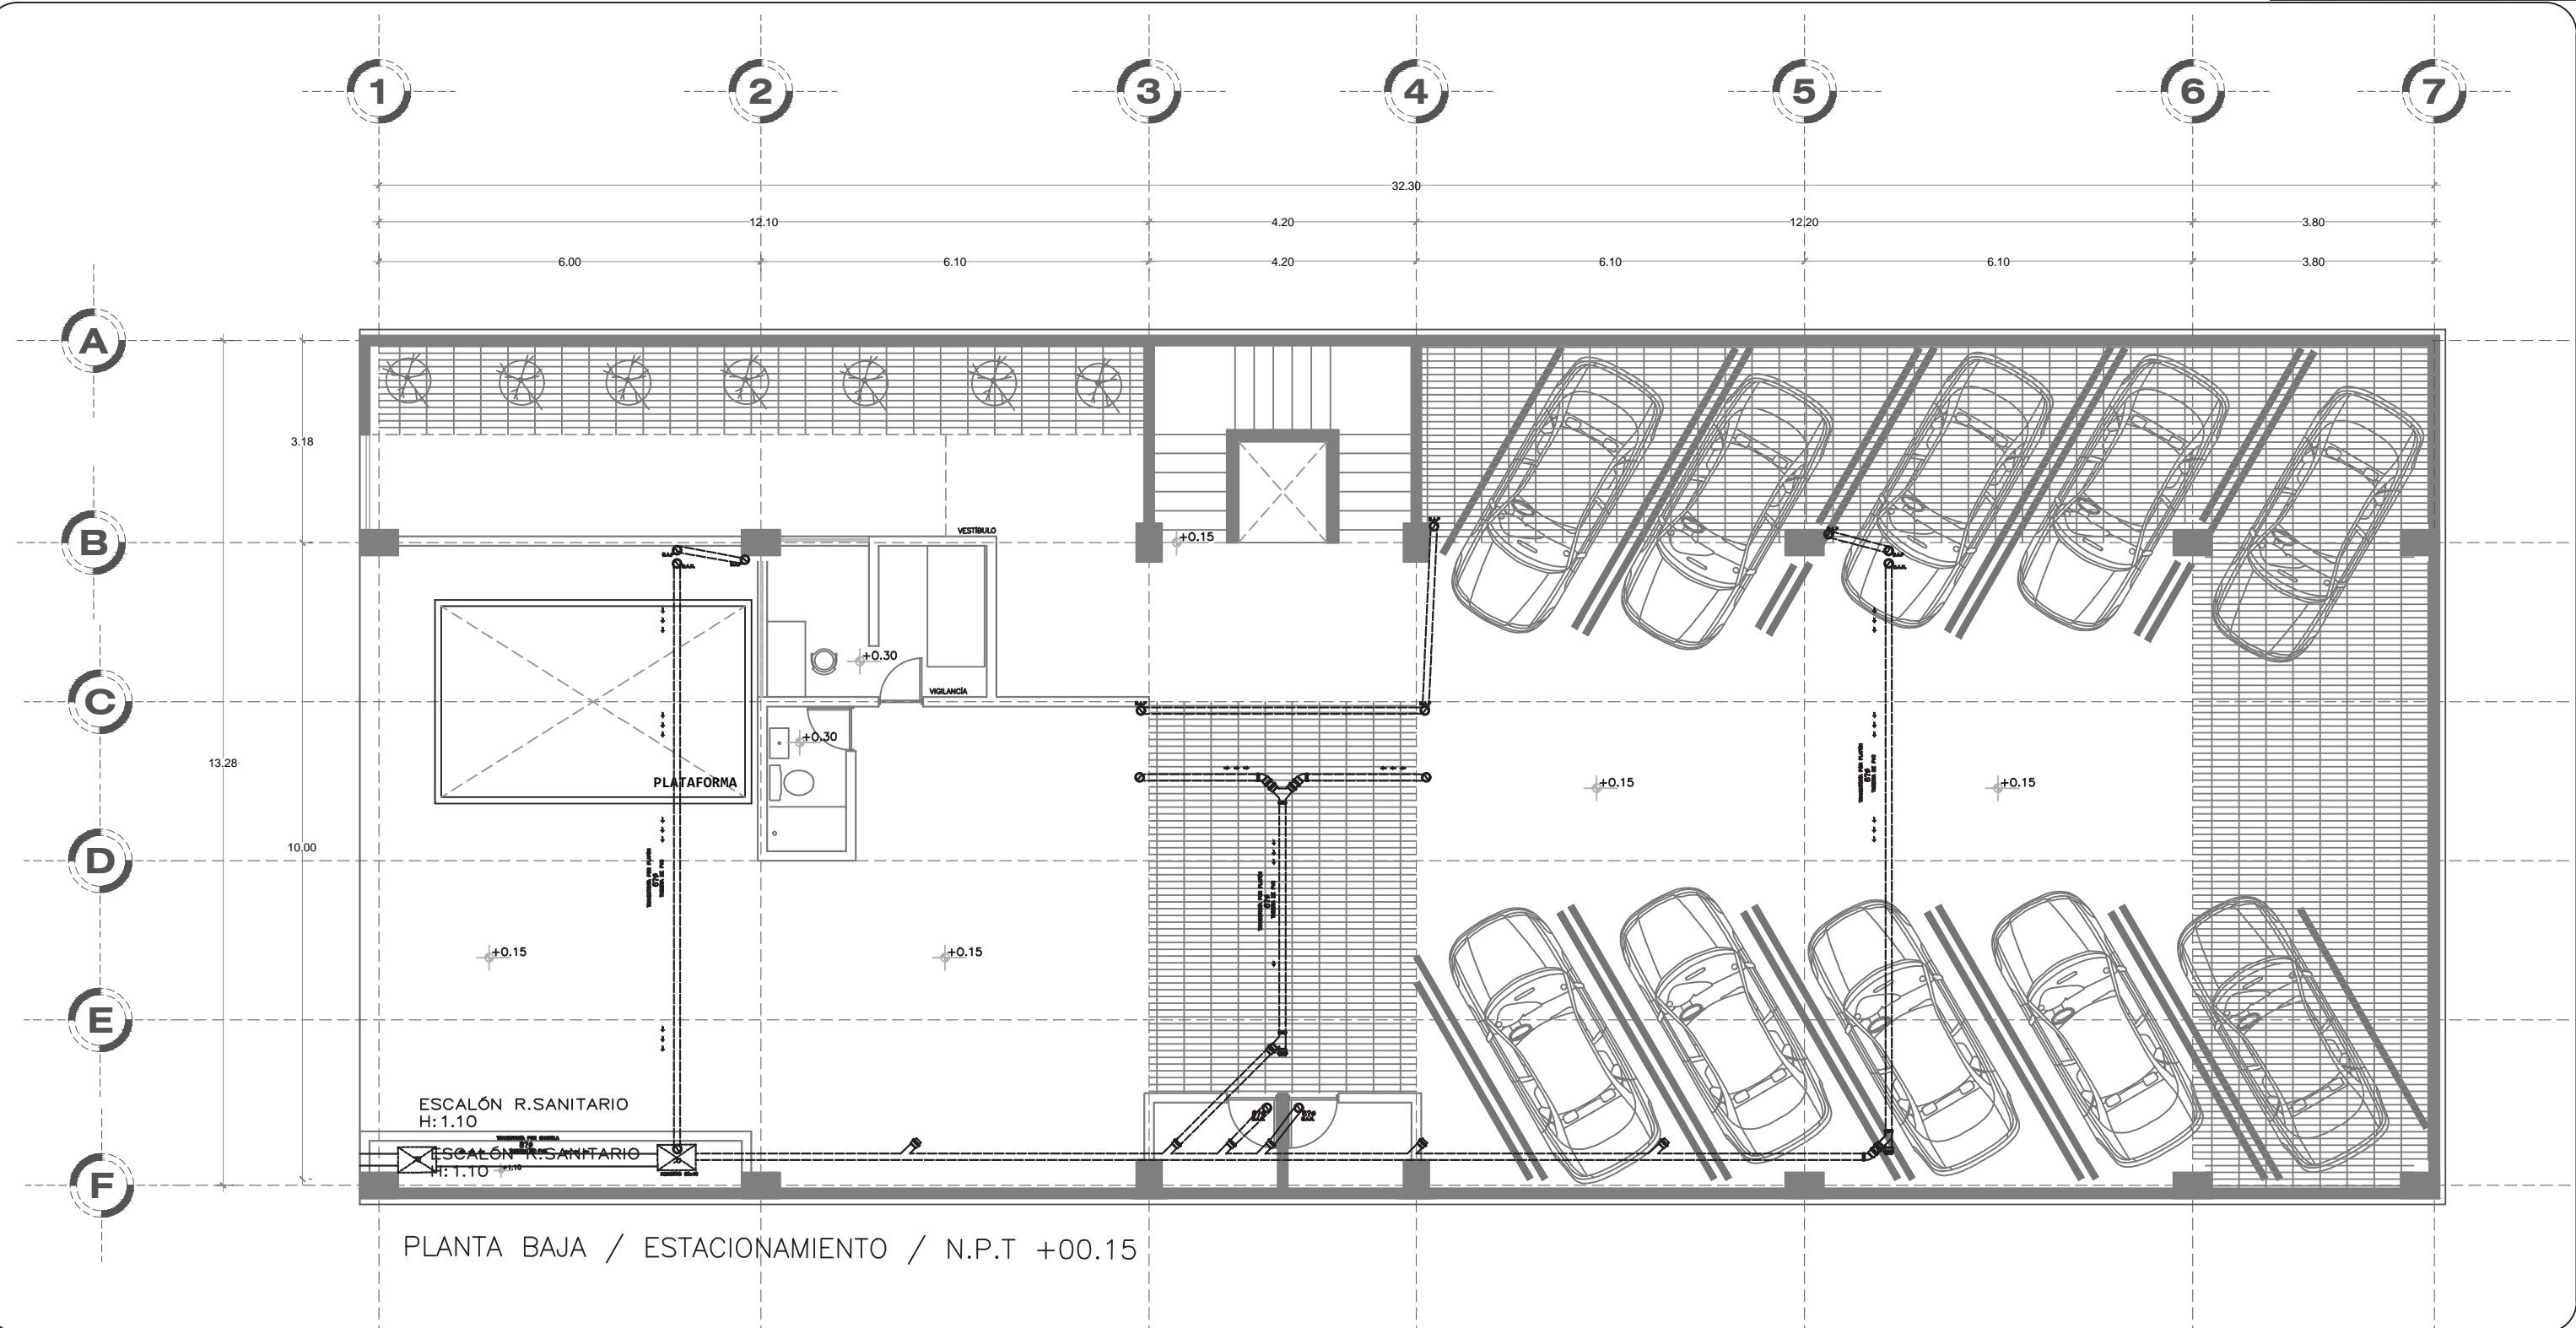 1 2 3 4 5 6 7
32.30
12.10 4.20 12.20 3.80
6.00 6.10 4.20 6.10 6.10 3.80
A
3.18
B
VESTÍBULO
+0.15
+0.30
C
VIGILANCÍA
+0.30
13.28
PLATAFORMA
+0.15 +0.15
10.00
D
+0.15 +0.15
E
ESCALÓN R.SANITARIO
H:1.10
ESCALÓN R.SANITARIO
H:1.10
F
PLANTA BAJA / ESTACIONAMIENTO / N.P.T +00.15